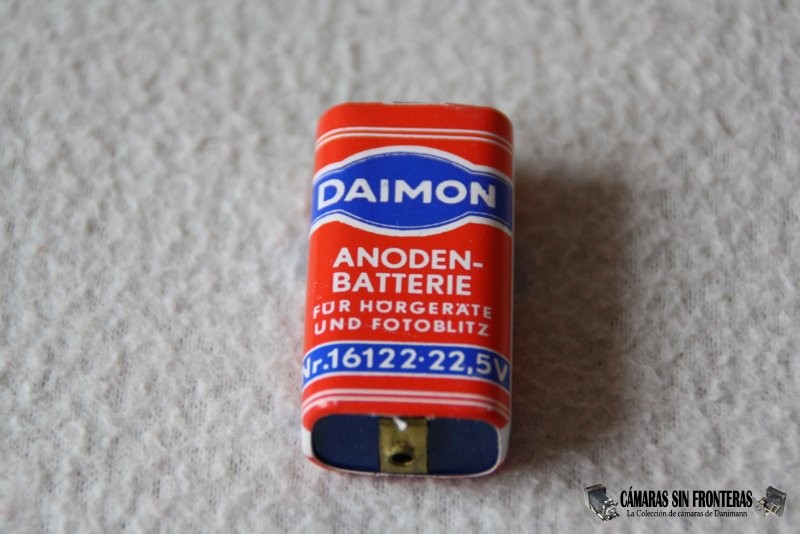 DAIMON
ANODEN-
BATTERIE
FÜR HÖRGERÄTE
UND FOTOBLITZ
Nr.16122·22,5V
CÁMARAS SIN FRONTERAS
La Colección de cámaras de Danimann